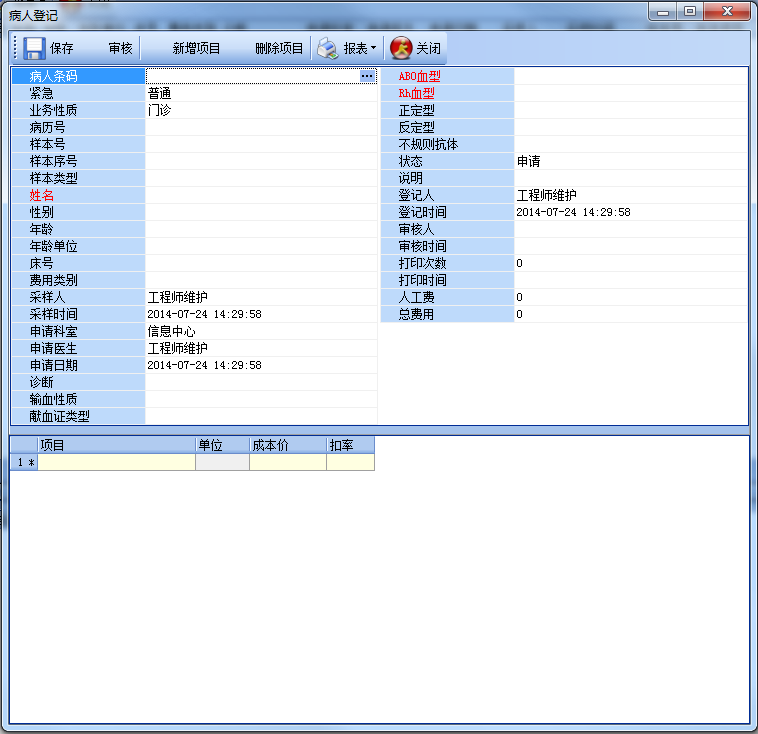 病人登记
保存 审核 新增项目 删除项目 报表 关闭
病人条码
紧急 普通
业务性质 门诊
病历号
样本号
样本序号
样本类型
姓名
性别
年龄
年龄单位
床号
费用类别
采样人 工程师维护
采样时间 2014-07-24 14:29:58
申请科室 信息中心
申请医生 工程师维护
申请日期 2014-07-24 14:29:58
诊断
输血性质
献血证类型
ABO血型
Rh血型
正定型
反定型
不规则抗体
状态 申请
说明
登记人 工程师维护
登记时间 2014-07-24 14:29:58
审核人
审核时间
打印次数 0
打印时间
人工费 0
总费用 0
项目 单位 成本价 扣率
1 *